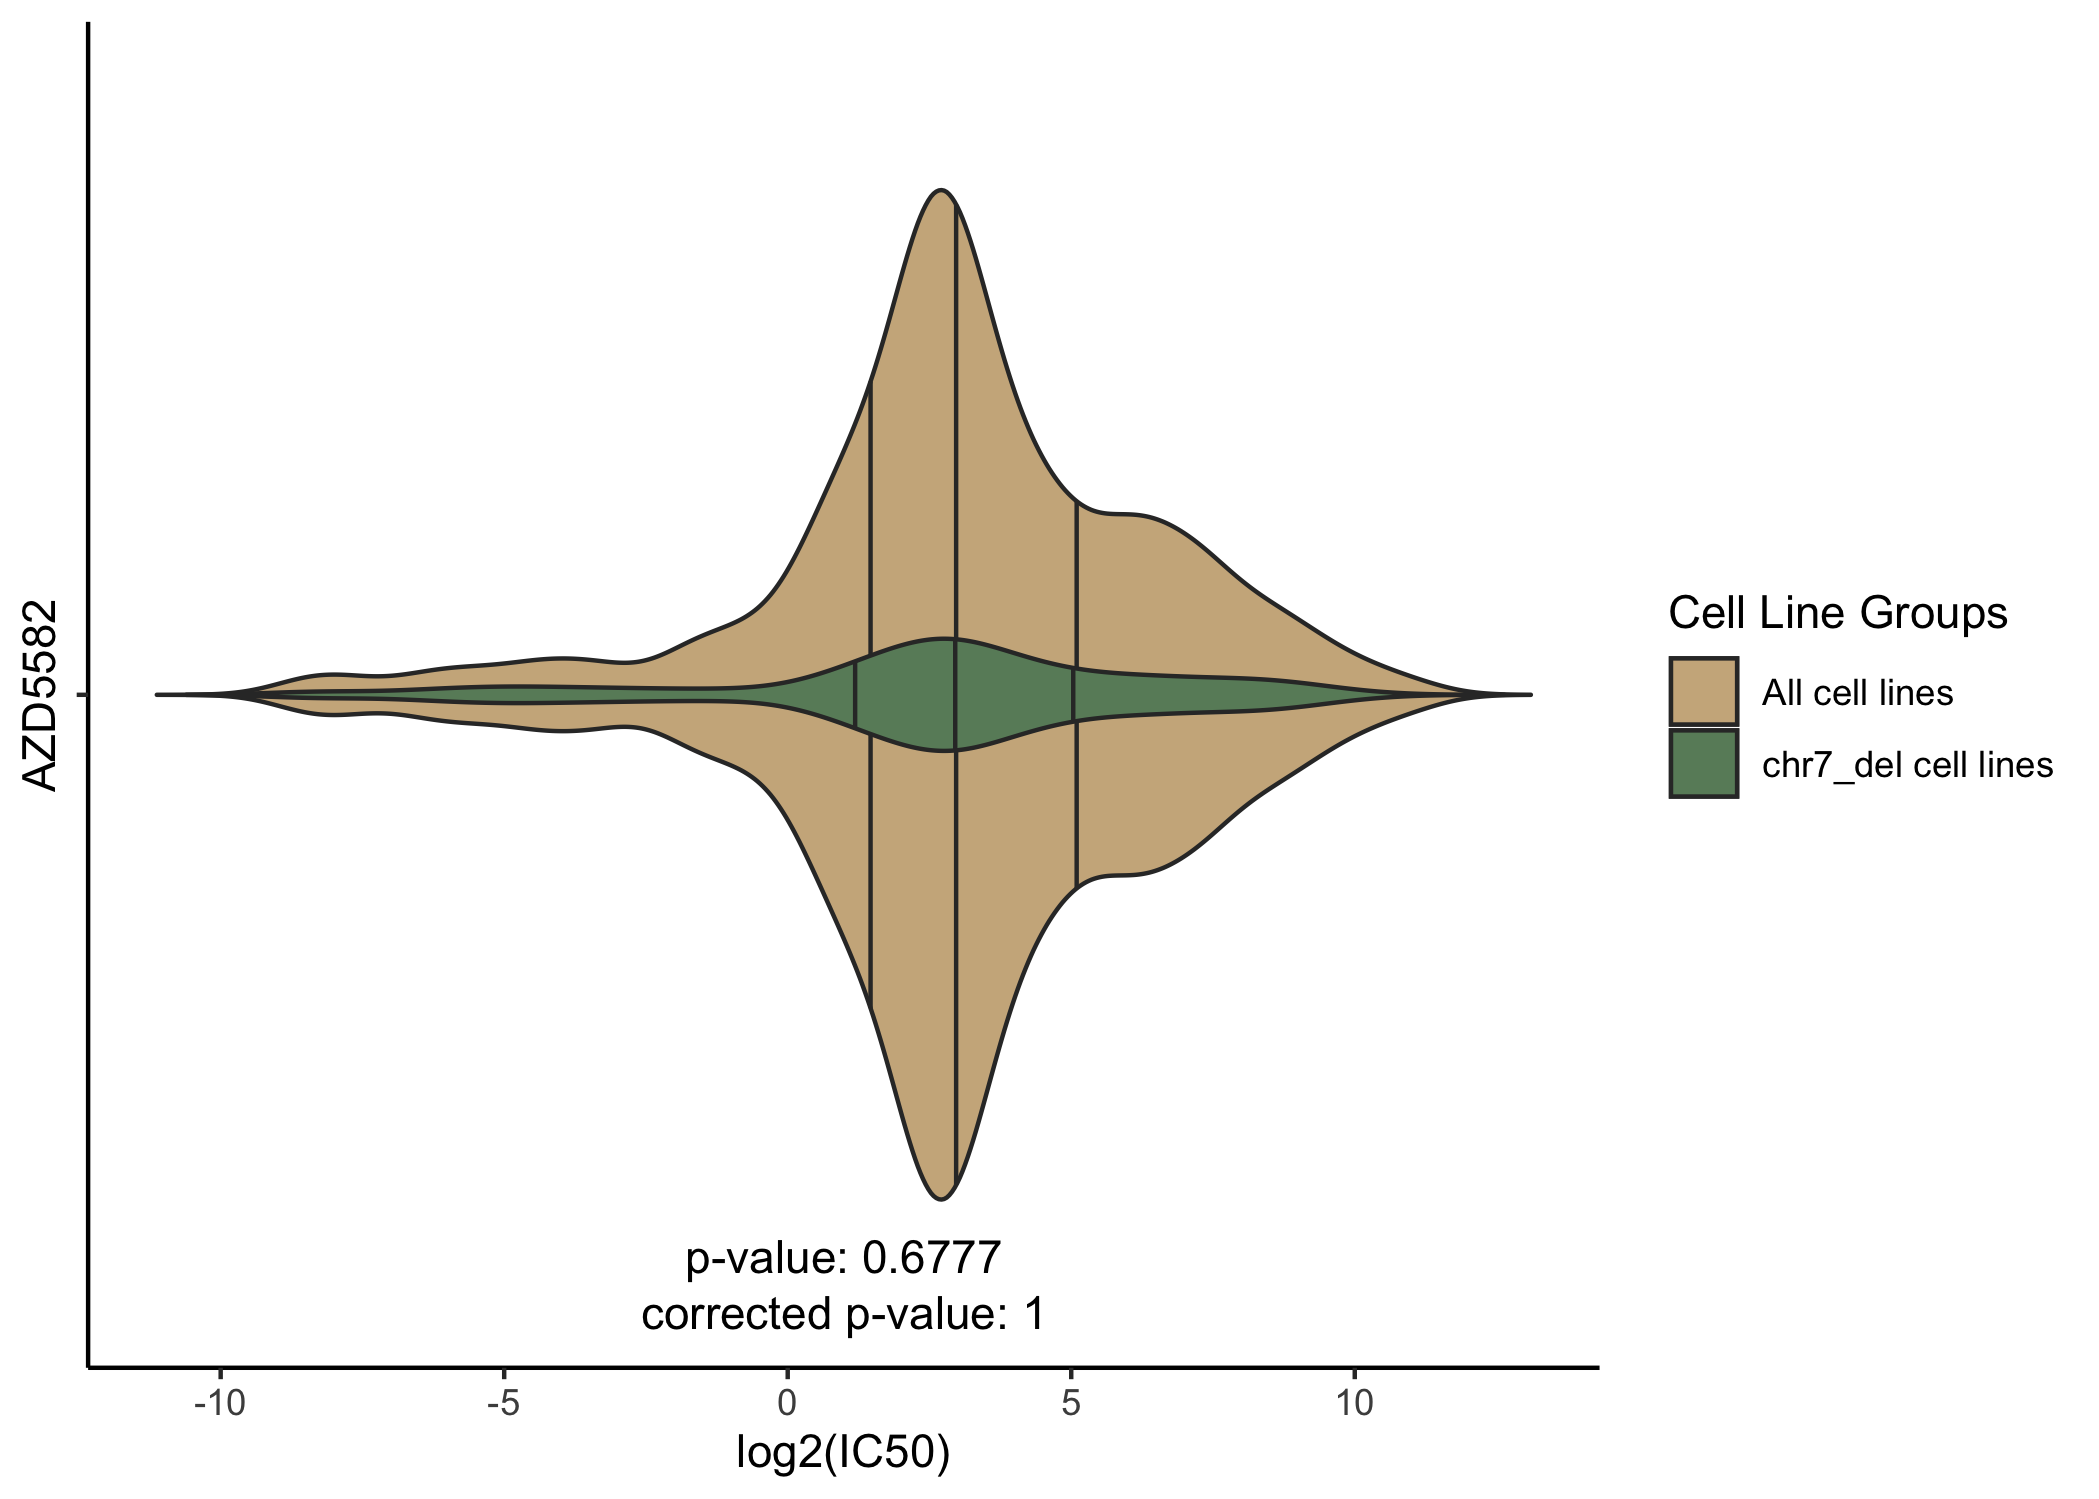 AZD5582
p-value: 0.6777
corrected p-value: 1
-10 -5 0 5 10
log2(IC50)
Cell Line Groups
All cell lines
chr7_del cell lines